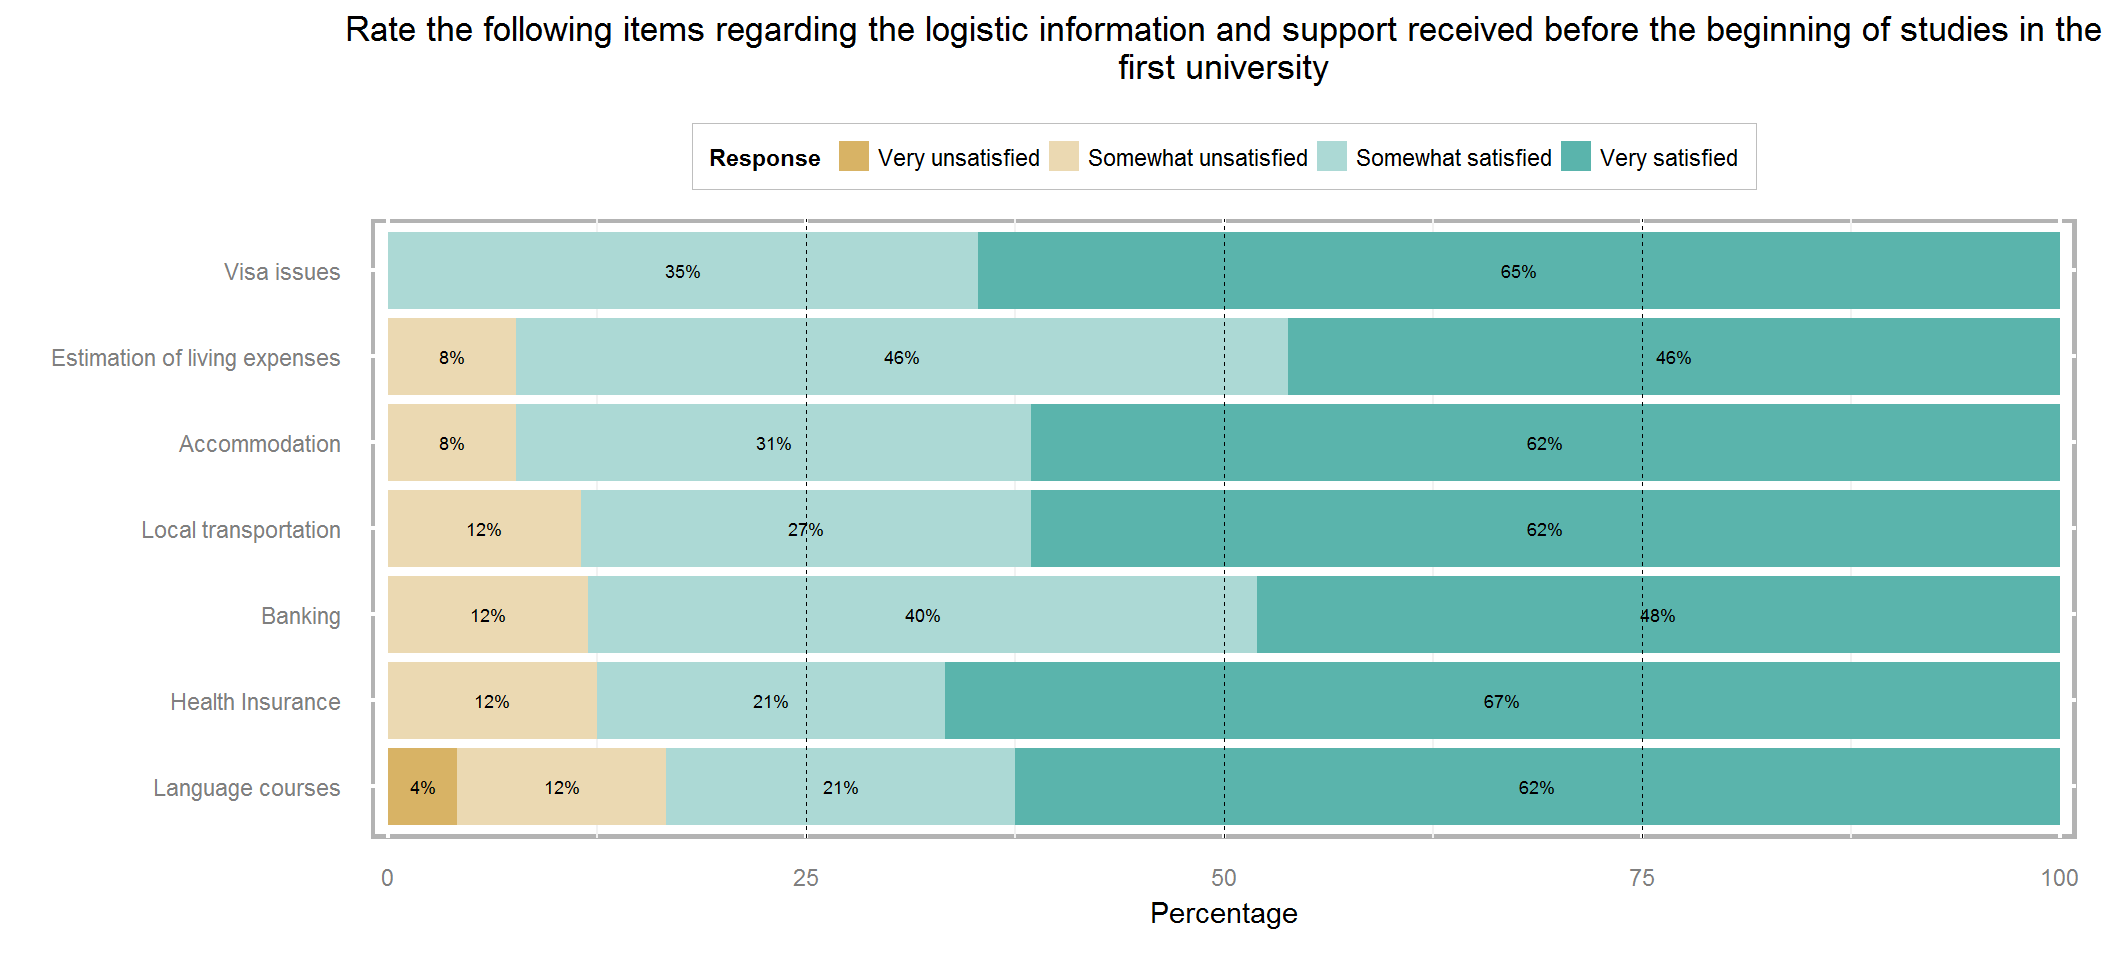 Rate the following items regarding the logistic information and support received before the beginning of studies in the
first university
Response Very unsatisfied Somewhat unsatisfied Somewhat satisfied Very satisfied
Visa issues 35% 65%
Estimation of living expenses 8% 46% 46%
Accommodation 8% 31% 62%
Local transportation 12% 27% 62%
Banking 12% 40% 48%
Health Insurance 12% 21% 67%
Language courses 4% 12% 21% 62%
0 25 50 75 100
Percentage